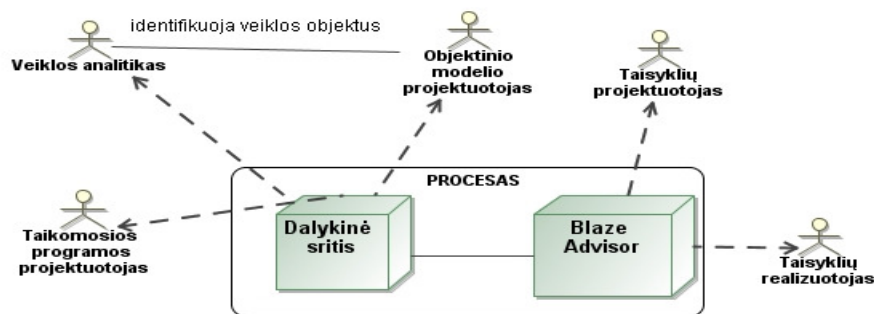 identifikuoja veiklos objektus
Veiklos analitikas
Objektinio
modelio
projektuotojas
Taisyklių
projektuotojas
PROCESAS
Taikomosios
programos
projektuotojas
Dalykinė
sritis
Blaze
Advisor
Taisyklių
realizuotojas